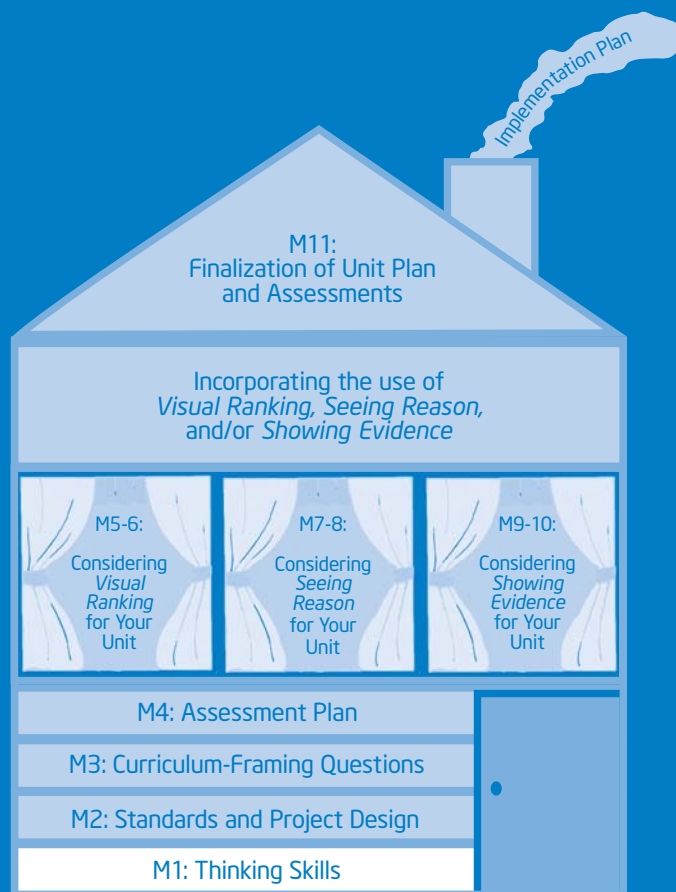 Implementation Plan
M11:
Finalization of Unit Plan
and Assessments
Incorporating the use of
Visual Ranking, Seeing Reason,
and/or Showing Evidence
M5-6:
Considering
Visual
Ranking
for Your
Unit
M7-8:
Considering
Seeing
Reason
for Your
Unit
M9-10:
Considering
Showing
Evidence
for Your
Unit
M4: Assessment Plan
M3: Curriculum-Framing Questions
M2: Standards and Project Design
M1: Thinking Skills